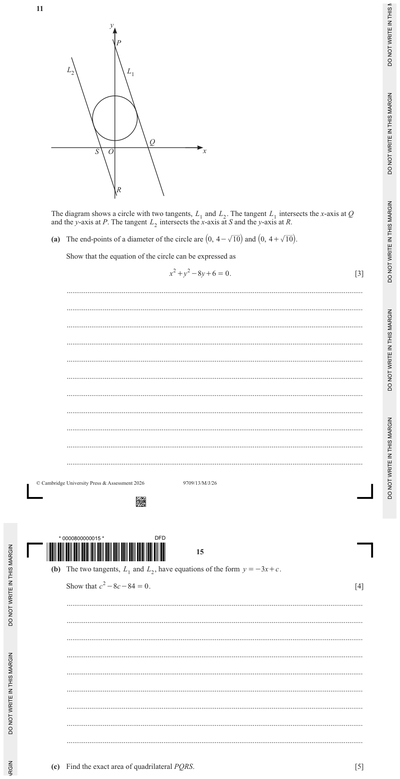 11
DO NOT WRITE IN THIS MARGIN
y
P
L₂
L₁
Q
S
O
x
R
The diagram shows a circle with two tangents, L₁ and L₂. The tangent L₁ intersects the x-axis at Q
and the y-axis at P. The tangent L₂ intersects the x-axis at S and the y-axis at R.
(a) The end-points of a diameter of the circle are (0, 4−√10) and (0, 4+√10).
Show that the equation of the circle can be expressed as
x² + y² − 8y + 6 = 0.
[3]
DO NOT WRITE IN THIS MARGIN
DO NOT WRITE IN THIS MARGIN
DO NOT WRITE IN THIS MARGIN
DO NOT WRITE IN THIS MARGIN
© Cambridge University Press & Assessment 2026
9709/13/M/J/26
* 0000800000015 *
DFD
15
DO NOT WRITE IN THIS MARGIN
(b) The two tangents, L₁ and L₂, have equations of the form y = −3x + c.
Show that c² − 8c − 84 = 0.
[4]
DO NOT WRITE IN THIS MARGIN
(c) Find the exact area of quadrilateral PQRS.
[5]